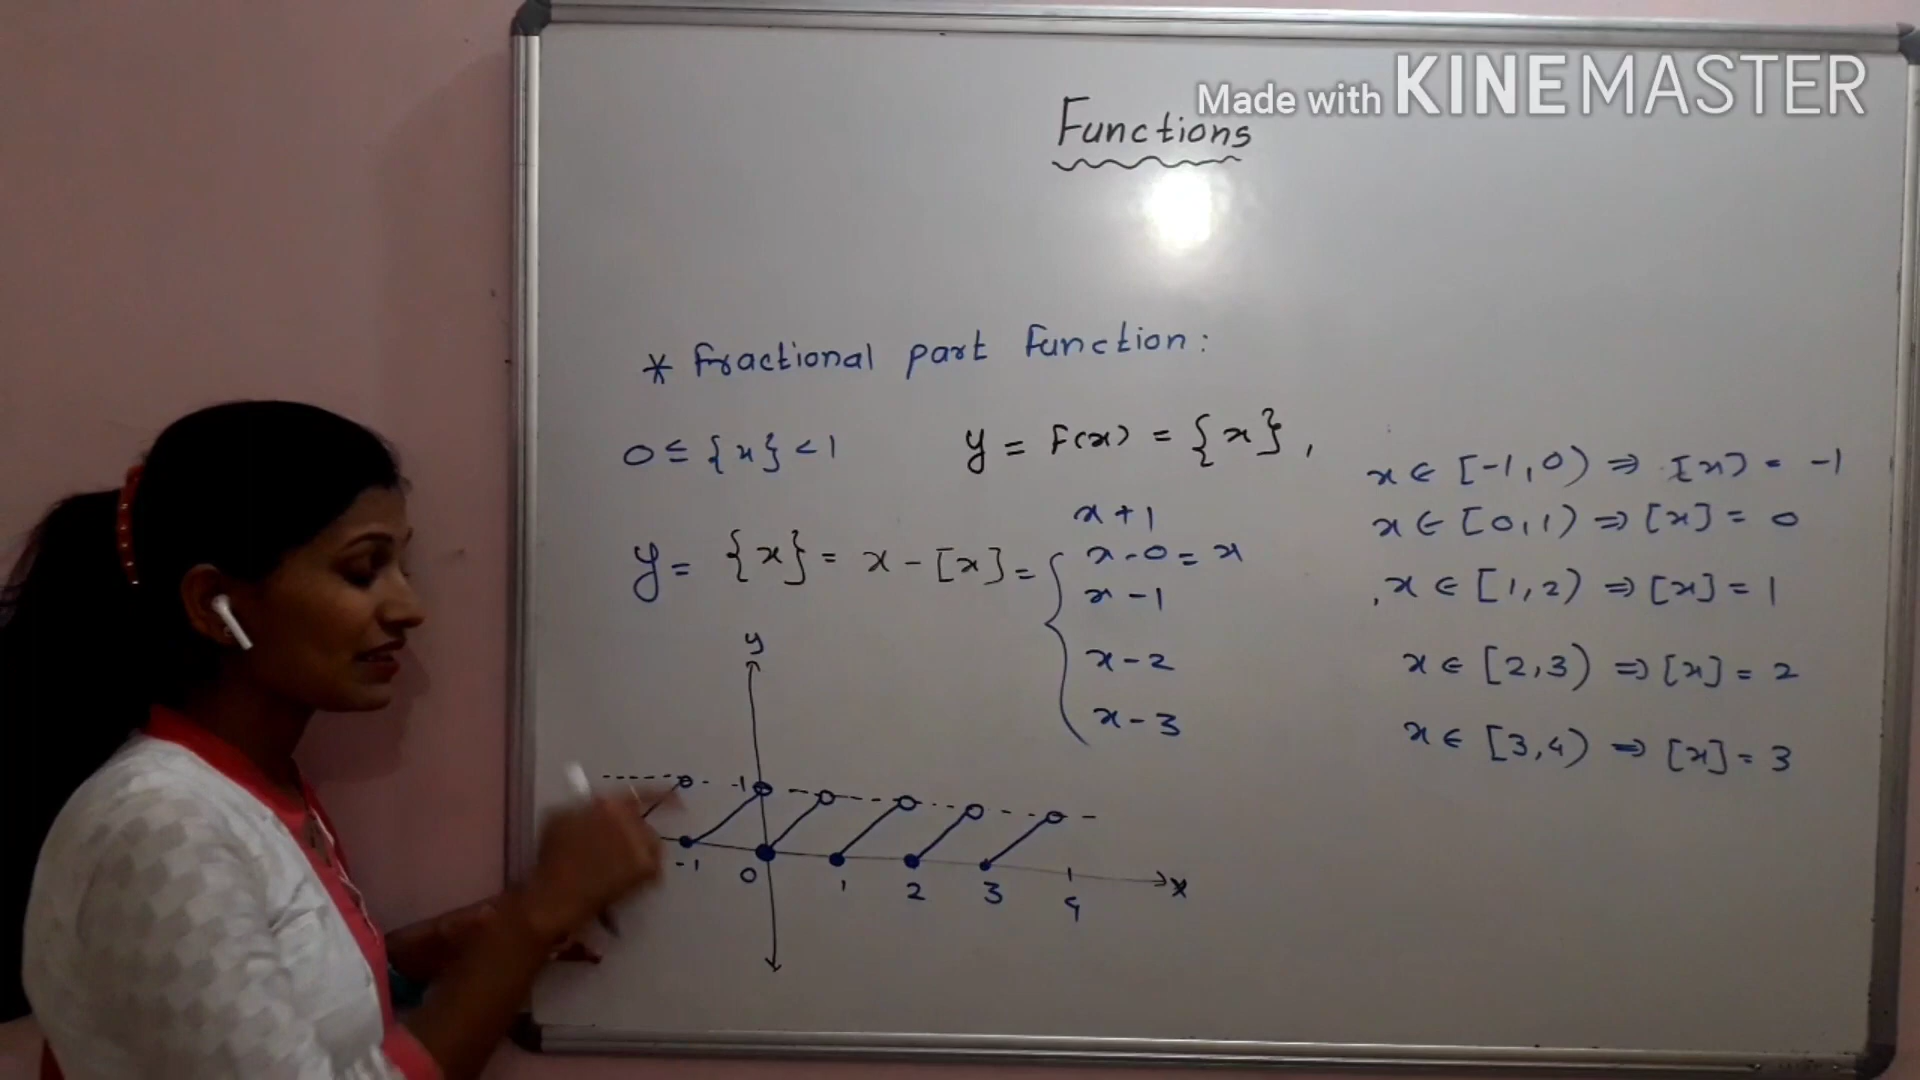 Made with KINEMASTER
Functions
* Fractional part Function:
0 ≤ {x} < 1
y = F(x) = {x},
x ∈ [-1, 0) ⇒ [x] = -1
x ∈ [0, 1) ⇒ [x] = 0
x ∈ [1, 2) ⇒ [x] = 1
x ∈ [2, 3) ⇒ [x] = 2
x ∈ [3, 4) ⇒ [x] = 3
y = {x} = x - [x] = {
x + 1
x - 0 = x
x - 1
x - 2
x - 3
y
-1
-1 0 1 2 3 4 x